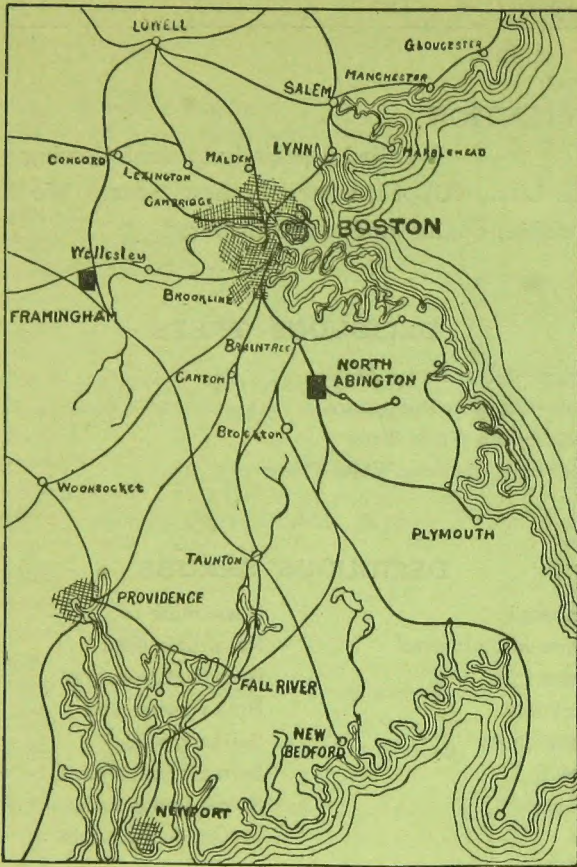 LOWELL
GLOUCESTER
MANCHESTER
SALEM
LYNN
MARBLEHEAD
CONCORD
LEXINGTON
MALDEN
CAMBRIDGE
BOSTON
Wellesley
BROOKLINE
FRAMINGHAM
BRAINTREE
NORTH
ABINGTON
CANTON
BROCKTON
WOONSOCKET
PLYMOUTH
TAUNTON
PROVIDENCE
FALL RIVER
NEW
BEDFORD
NEWPORT